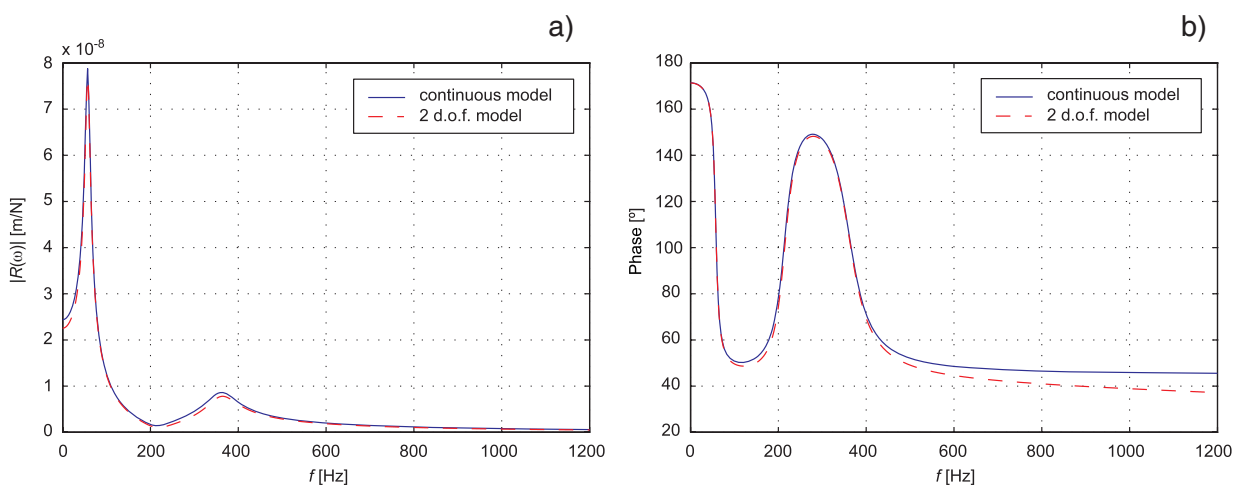 a)
x 10-8
8
7
6
5
4
3
2
1
0
|R(ω)| [m/N]
0 200 400 600 800 1000 1200
f [Hz]
continuous model
2 d.o.f. model
b)
180
160
140
120
100
80
60
40
20
Phase [º]
0 200 400 600 800 1000 1200
f [Hz]
continuous model
2 d.o.f. model